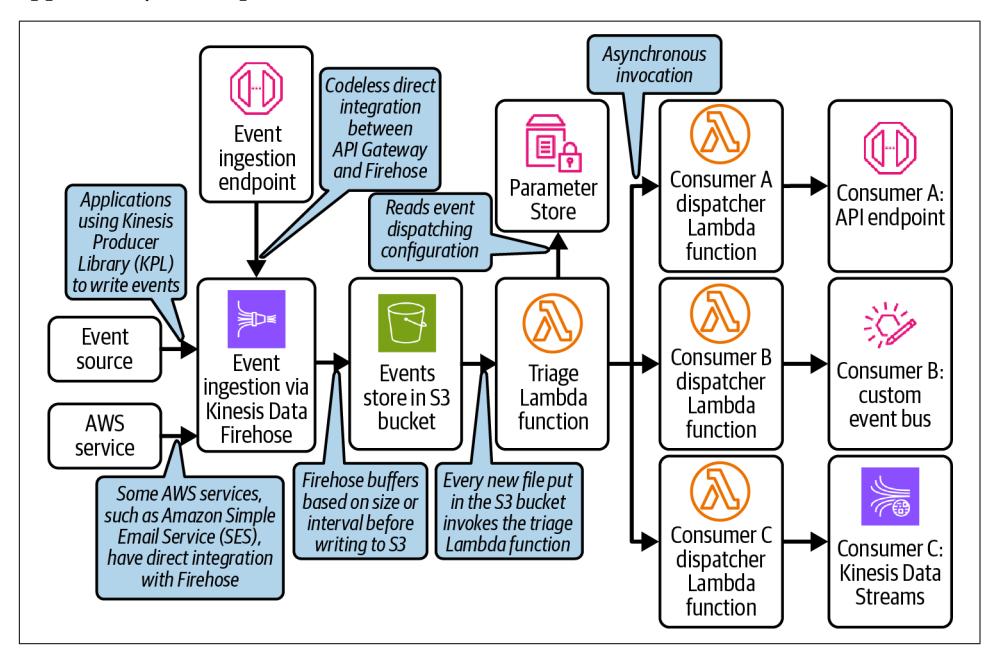 Event
ingestion
endpoint
Codeless direct
integration
between
API Gateway
and Firehose
Asynchronous
invocation
Parameter
Store
Reads event
dispatching
configuration
Consumer A
dispatcher
Lambda
function
Consumer A:
API endpoint
Applications
using Kinesis
Producer
Library (KPL)
to write events
Event
source
AWS
service
Event
ingestion via
Kinesis Data
Firehose
Events
store in S3
bucket
Triage
Lambda
function
Consumer B
dispatcher
Lambda
function
Consumer B:
custom
event bus
Some AWS services,
such as Amazon Simple
Email Service (SES),
have direct integration
with Firehose
Firehose buffers
based on size or
interval before
writing to S3
Every new file put
in the S3 bucket
invokes the triage
Lambda function
Consumer C
dispatcher
Lambda
function
Consumer C:
Kinesis Data
Streams